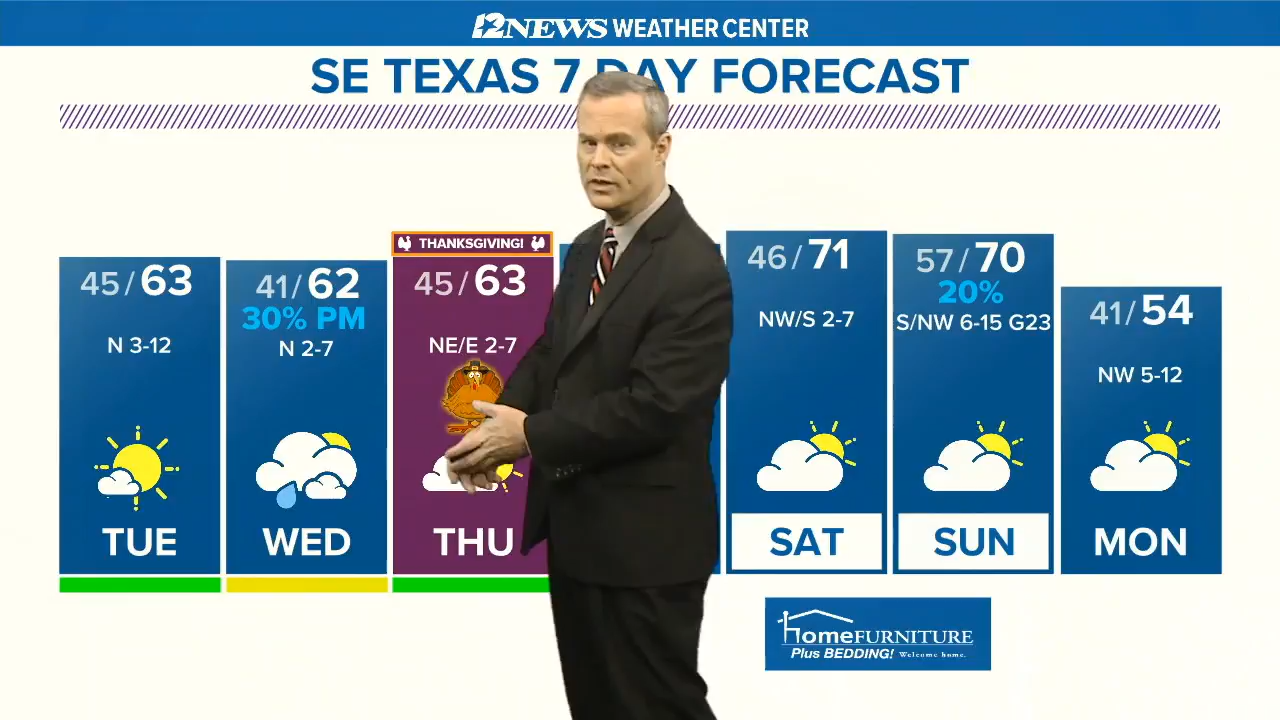 12NEWS WEATHER CENTER
SE TEXAS 7 DAY FORECAST
THANKSGIVING!
45/63
N 3-12
TUE
41/62
30% PM
N 2-7
WED
45/63
NE/E 2-7
THU
46/71
NW/S 2-7
SAT
57/70
20%
S/NW 6-15 G23
SUN
41/54
NW 5-12
MON
HomeFURNITURE
Plus BEDDING! Welcome home.